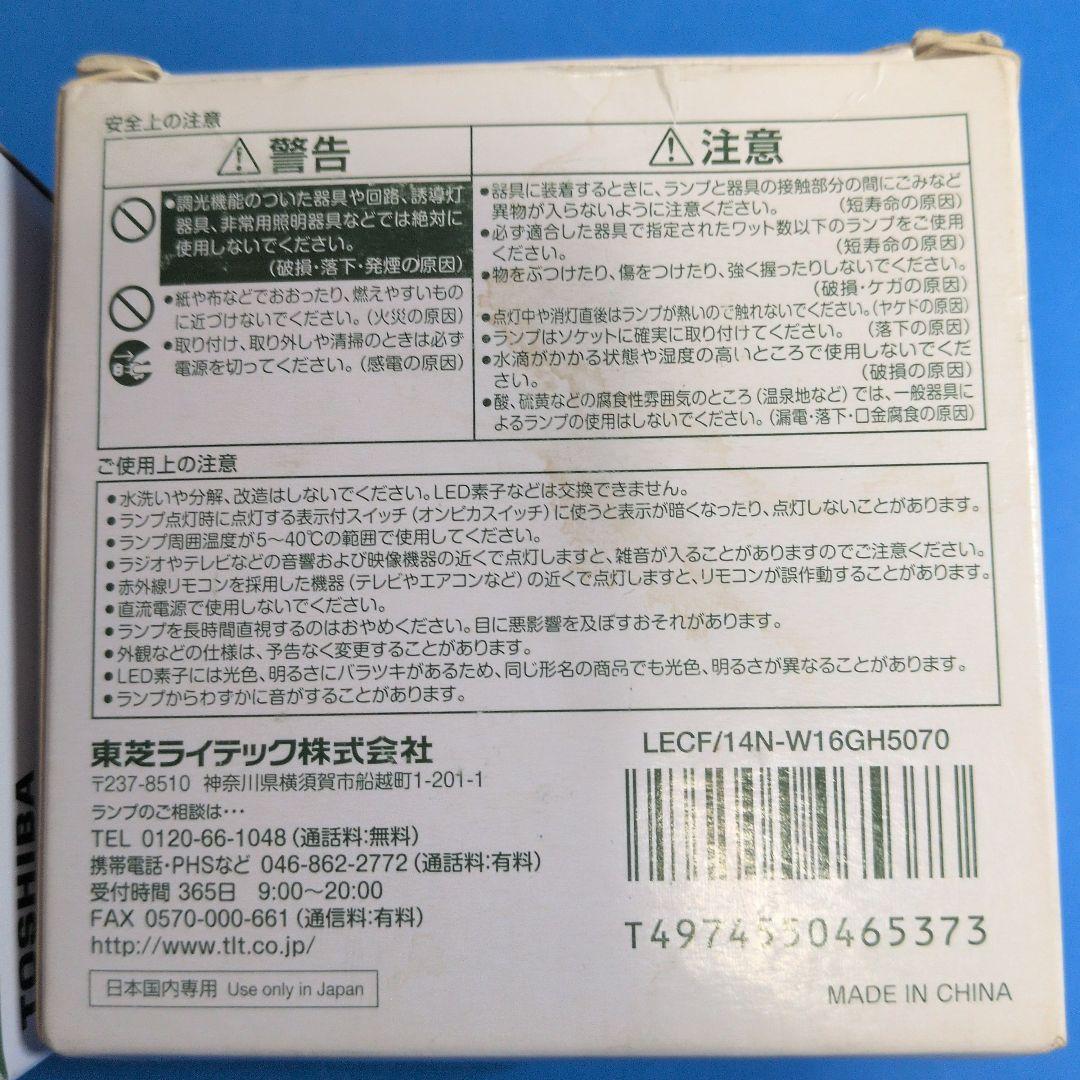 安全上の注意
警告
•調光機能のついた器具や回路、誘導灯
器具、非常用照明器具などでは絶対に
使用しないでください。
(破損・落下・発煙の原因)
•紙や布などでおおったり、燃えやすいもの
に近づけないでください。(火災の原因)
•取り付け、取り外しや清掃のときは必ず
電源を切ってください。(感電の原因)
注意
•器具に装着するときに、ランプと器具の接触部分の間にごみなど
異物が入らないように注意ください。 (短寿命の原因)
•必ず適合した器具で指定されたワット数以下のランプをご使用
ください。 (短寿命の原因)
•物をぶつけたり、傷をつけたり、強く握ったりしないでください。
(破損・ケガの原因)
•点灯中や消灯直後はランプが熱いので触れないでください。(ヤケドの原因)
•ランプはソケットに確実に取り付けてください。 (落下の原因)
•水滴がかかる状態や湿度の高いところで使用しないでくだ
さい。 (破損の原因)
•酸、硫黄などの腐食性雰囲気のところ(温泉地など)では、一般器具に
よるランプの使用はしないでください。(漏電・落下・口金腐食の原因)
ご使用上の注意
•水洗いや分解、改造はしないでください。LED素子などは交換できません。
•ランプ点灯時に点灯する表示付スイッチ(オンピカスイッチ)に使うと表示が暗くなったり、点灯しないことがあります。
•ランプ周囲温度が5〜40℃の範囲で使用してください。
•ラジオやテレビなどの音響および映像機器の近くで点灯しますと、雑音が入ることがありますのでご注意ください。
•赤外線リモコンを採用した機器(テレビやエアコンなど)の近くで点灯しますと、リモコンが誤作動することがあります。
•直流電源で使用しないでください。
•ランプを長時間直視するのはおやめください。目に悪影響を及ぼすおそれがあります。
•外観などの仕様は、予告なく変更することがあります。
•LED素子には光色、明るさにバラツキがあるため、同じ形名の商品でも光色、明るさが異なることがあります。
•ランプからわずかに音がすることがあります。
東芝ライテック株式会社
〒237-8510 神奈川県横須賀市船越町1-201-1
ランプのご相談は…
TEL 0120-66-1048(通話料:無料)
携帯電話・PHSなど 046-862-2772(通話料:有料)
受付時間 365日 9:00〜20:00
FAX 0570-000-661(通信料:有料)
http://www.tlt.co.jp/
日本国内専用 Use only in Japan
LECF/14N-W16GH5070
T4974550465373
MADE IN CHINA
TOSHIBA